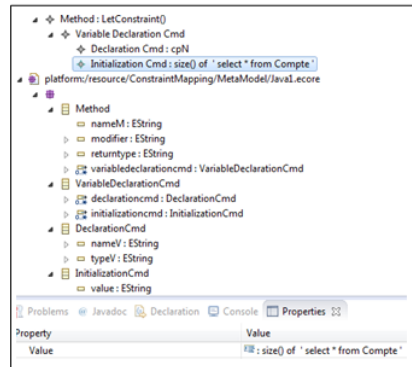 Method : LetConstraint()
Variable Declaration Cmd
Declaration Cmd : cpN
Initialization Cmd : size() of ' select * from Compte '
platform:/resource/ConstraintMapping/MetaModel/Java1.ecore
Method
nameM : EString
modifier : EString
returntype : EString
variabledeclarationcmd : VariableDeclarationCmd
VariableDeclarationCmd
declarationcmd : DeclarationCmd
initializationcmd : InitializationCmd
DeclarationCmd
nameV : EString
typeV : EString
InitializationCmd
value : EString
Problems @ Javadoc Declaration Console Properties
Property Value
Value : size() of ' select * from Compte '